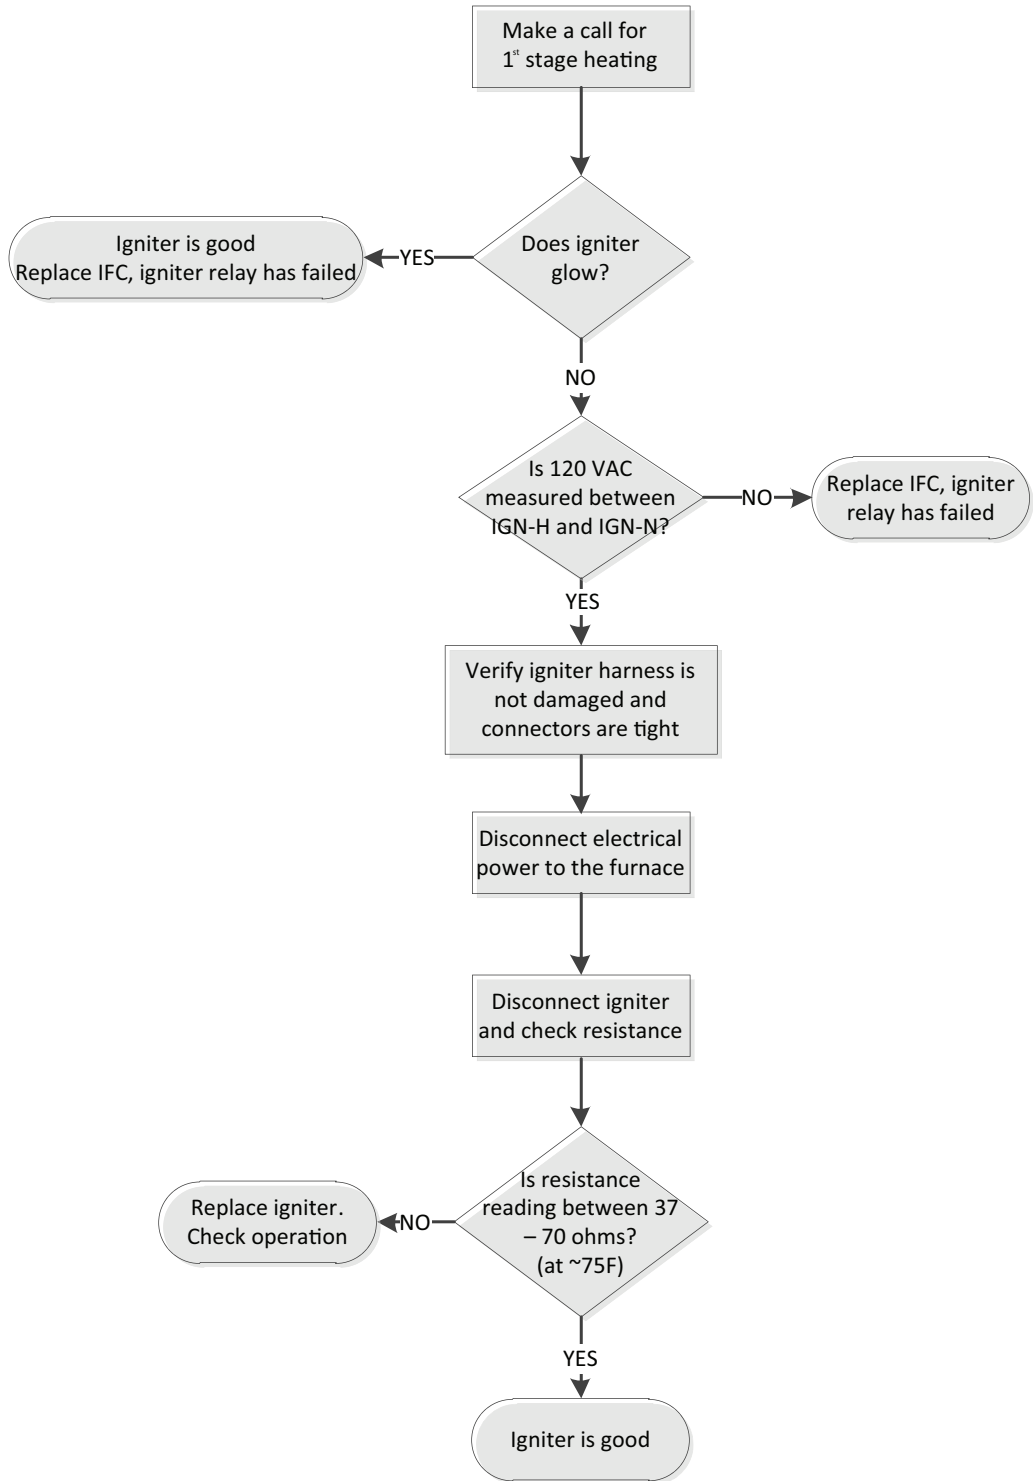 Make a call for
1st stage heating
Does igniter
glow?
YES
Igniter is good
Replace IFC, igniter relay has failed
NO
Is 120 VAC
measured between
IGN-H and IGN-N?
NO
Replace IFC, igniter
relay has failed
YES
Verify igniter harness is
not damaged and
connectors are tight
Disconnect electrical
power to the furnace
Disconnect igniter
and check resistance
Is resistance
reading between 37
– 70 ohms?
(at ~75F)
NO
Replace igniter.
Check operation
YES
Igniter is good